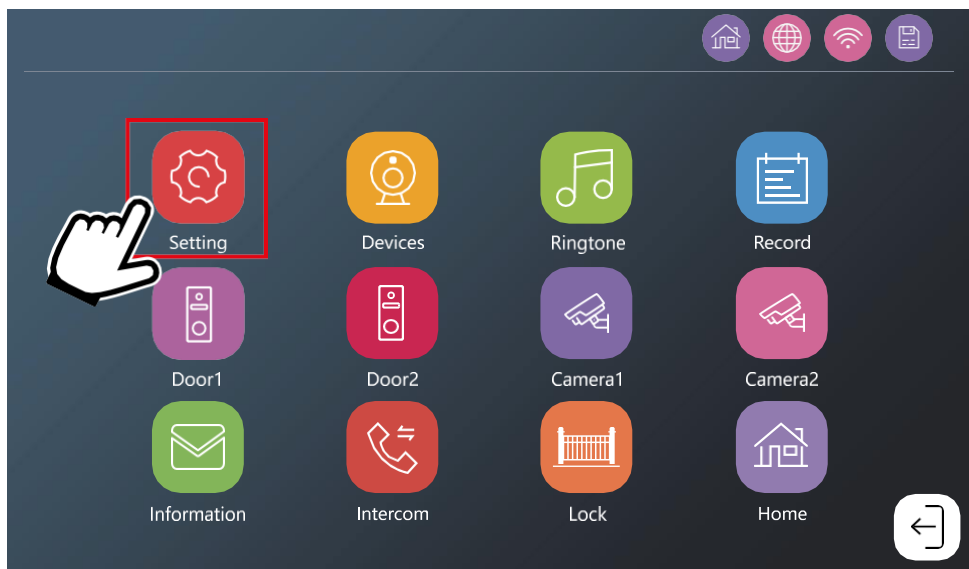 Setting
Devices
Ringtone
Record
Door1
Door2
Camera1
Camera2
Information
Intercom
Lock
Home